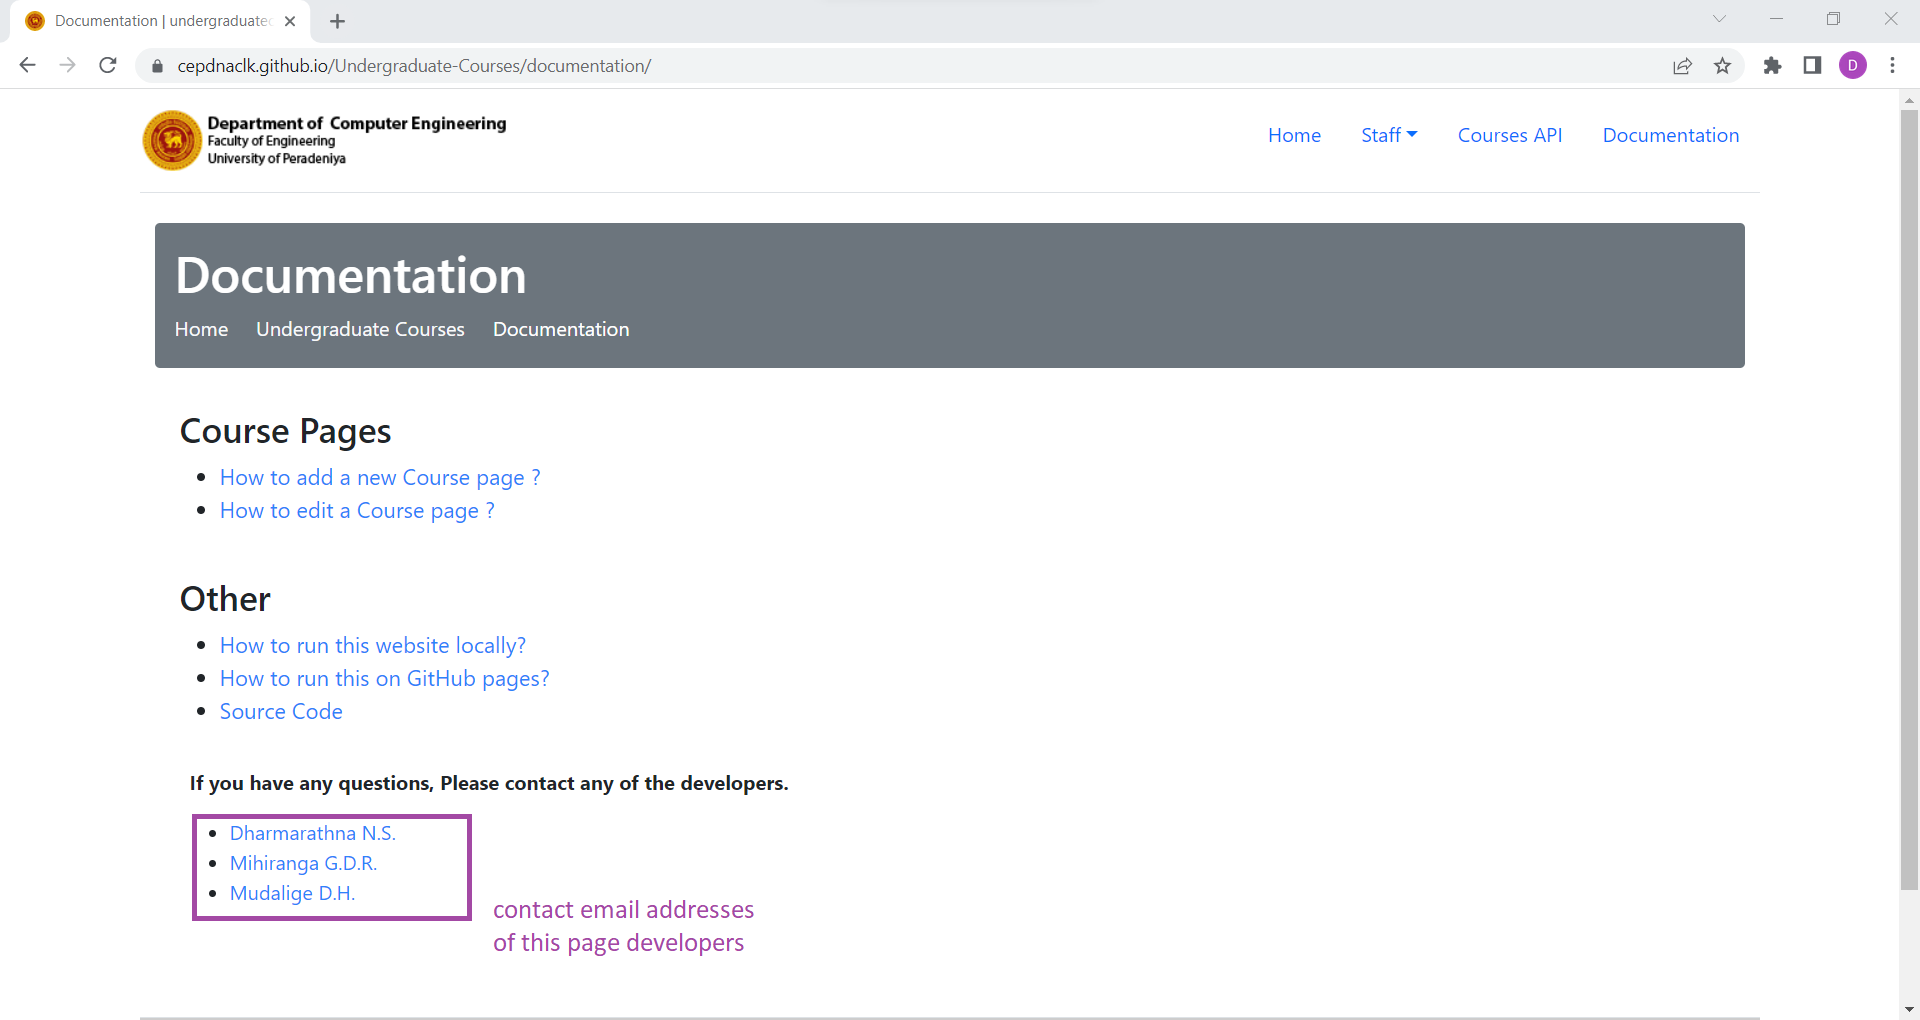 Documentation | undergraduatec
cepdnaclk.github.io/Undergraduate-Courses/documentation/
D
Department of Computer Engineering
Faculty of Engineering
University of Peradeniya
Home Staff Courses API Documentation
Documentation
Home Undergraduate Courses Documentation
Course Pages
How to add a new Course page ?
How to edit a Course page ?
Other
How to run this website locally?
How to run this on GitHub pages?
Source Code
If you have any questions, Please contact any of the developers.
Dharmarathna N.S.
Mihiranga G.D.R.
Mudalige D.H.
contact email addresses
of this page developers